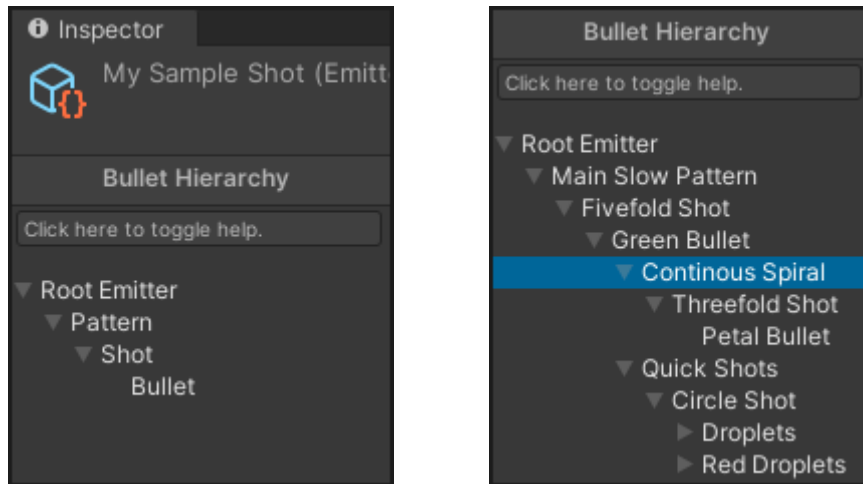 Inspector
My Sample Shot (Emitt
Bullet Hierarchy
Click here to toggle help.
Root Emitter
Pattern
Shot
Bullet
Bullet Hierarchy
Click here to toggle help.
Root Emitter
Main Slow Pattern
Fivefold Shot
Green Bullet
Continous Spiral
Threefold Shot
Petal Bullet
Quick Shots
Circle Shot
Droplets
Red Droplets